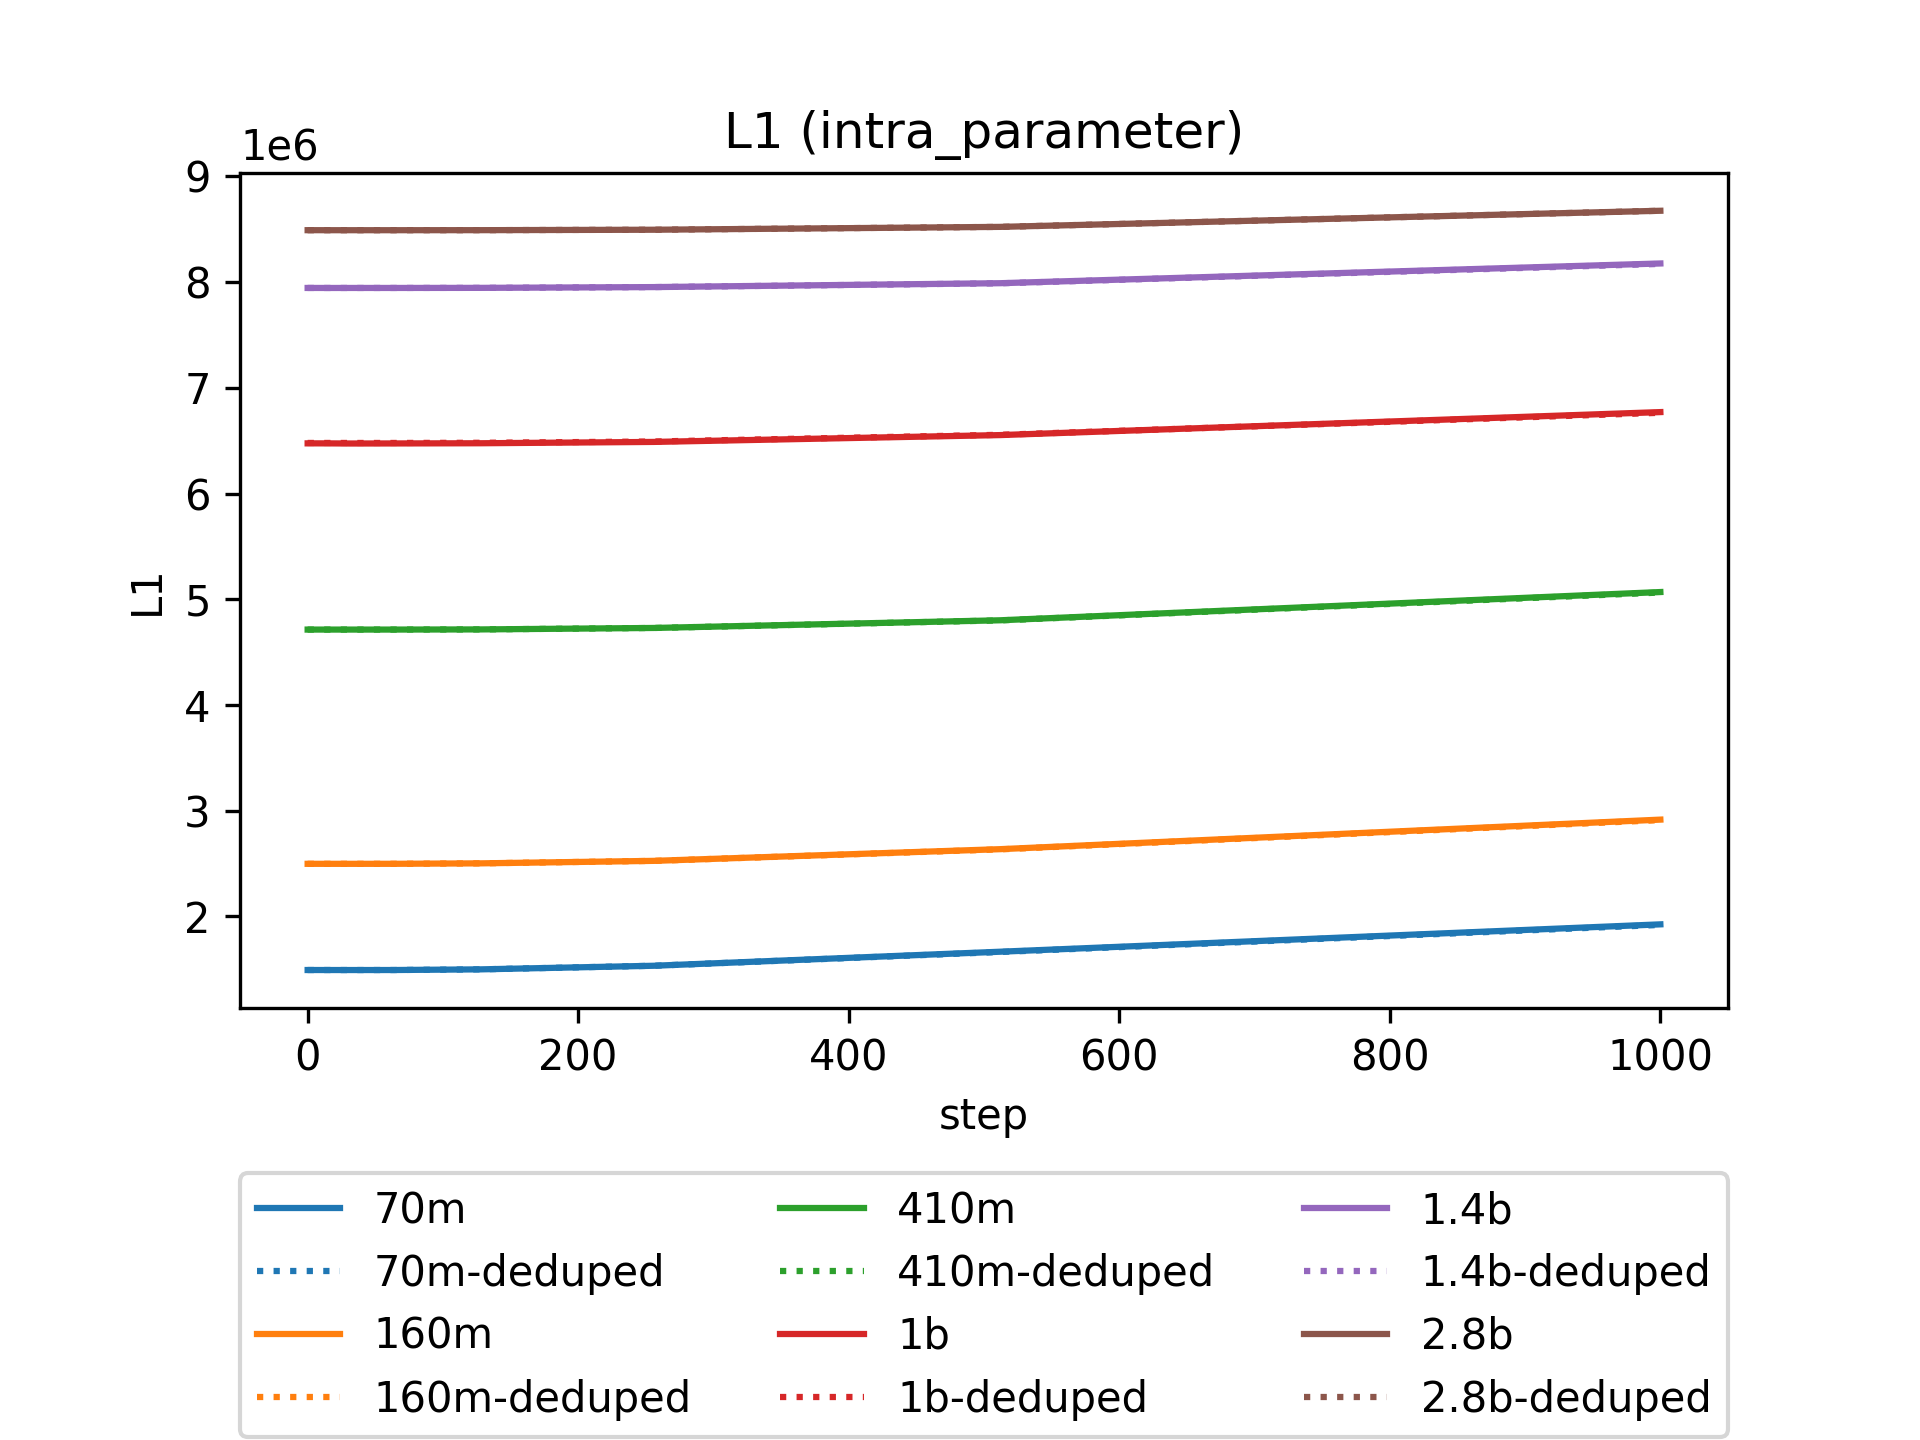 L1 (intra_parameter)
1e6
9
8
7
6
5
4
3
2
L1
0 200 400 600 800 1000
step
70m
70m-deduped
160m
160m-deduped
410m
410m-deduped
1b
1b-deduped
1.4b
1.4b-deduped
2.8b
2.8b-deduped